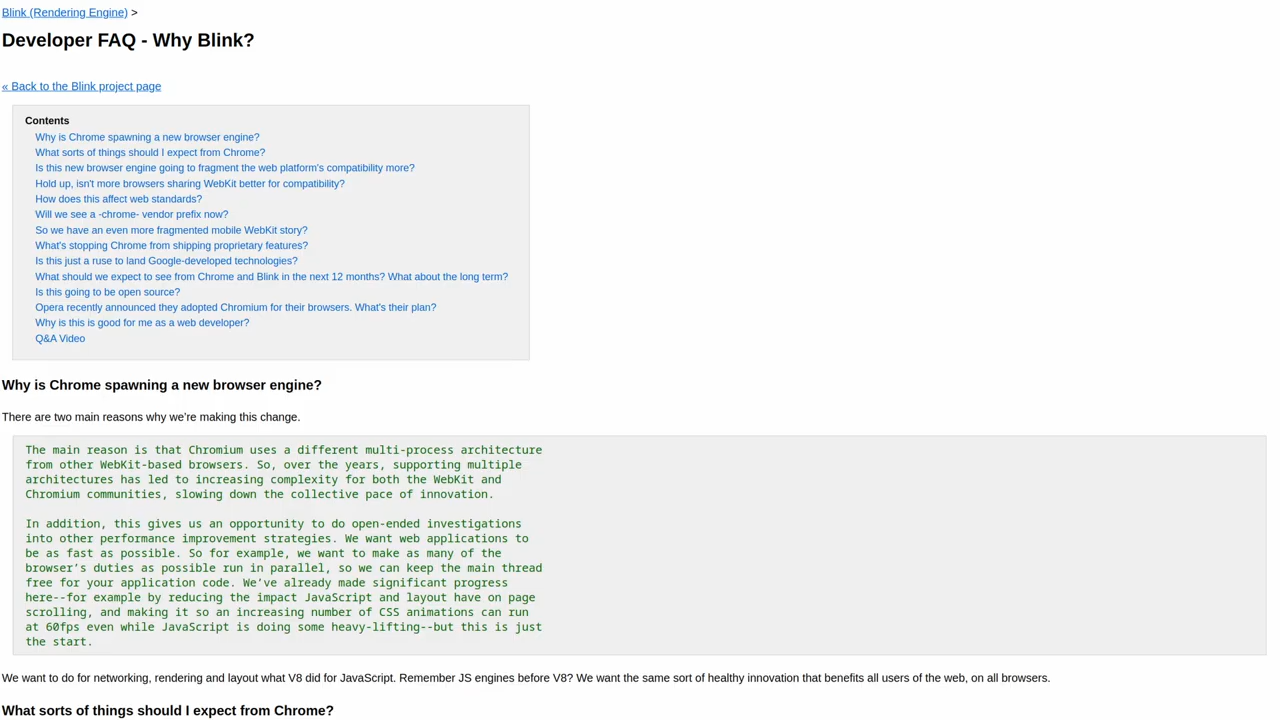 Blink (Rendering Engine) >
Developer FAQ - Why Blink?
« Back to the Blink project page
Contents
Why is Chrome spawning a new browser engine?
What sorts of things should I expect from Chrome?
Is this new browser engine going to fragment the web platform's compatibility more?
Hold up, isn't more browsers sharing WebKit better for compatibility?
How does this affect web standards?
Will we see a -chrome- vendor prefix now?
So we have an even more fragmented mobile WebKit story?
What's stopping Chrome from shipping proprietary features?
Is this just a ruse to land Google-developed technologies?
What should we expect to see from Chrome and Blink in the next 12 months? What about the long term?
Is this going to be open source?
Opera recently announced they adopted Chromium for their browsers. What's their plan?
Why is this is good for me as a web developer?
Q&A Video
Why is Chrome spawning a new browser engine?
There are two main reasons why we’re making this change.
The main reason is that Chromium uses a different multi-process architecture
from other WebKit-based browsers. So, over the years, supporting multiple
architectures has led to increasing complexity for both the WebKit and
Chromium communities, slowing down the collective pace of innovation.
In addition, this gives us an opportunity to do open-ended investigations
into other performance improvement strategies. We want web applications to
be as fast as possible. So for example, we want to make as many of the
browser’s duties as possible run in parallel, so we can keep the main thread
free for your application code. We’ve already made significant progress
here--for example by reducing the impact JavaScript and layout have on page
scrolling, and making it so an increasing number of CSS animations can run
at 60fps even while JavaScript is doing some heavy-lifting--but this is just
the start.
We want to do for networking, rendering and layout what V8 did for JavaScript. Remember JS engines before V8? We want the same sort of healthy innovation that benefits all users of the web, on all browsers.
What sorts of things should I expect from Chrome?